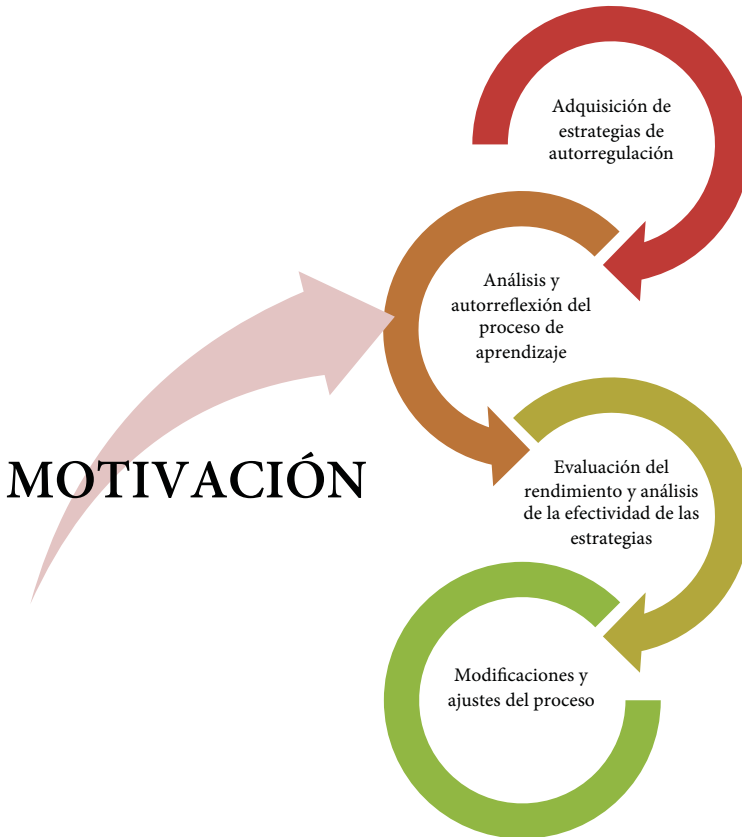 Adquisición de
estrategias de
autorregulación
Análisis y
autorreflexión del
proceso de
aprendizaje
MOTIVACIÓN
Evaluación del
rendimiento y análisis
de la efectividad de las
estrategias
Modificaciones y
ajustes del proceso